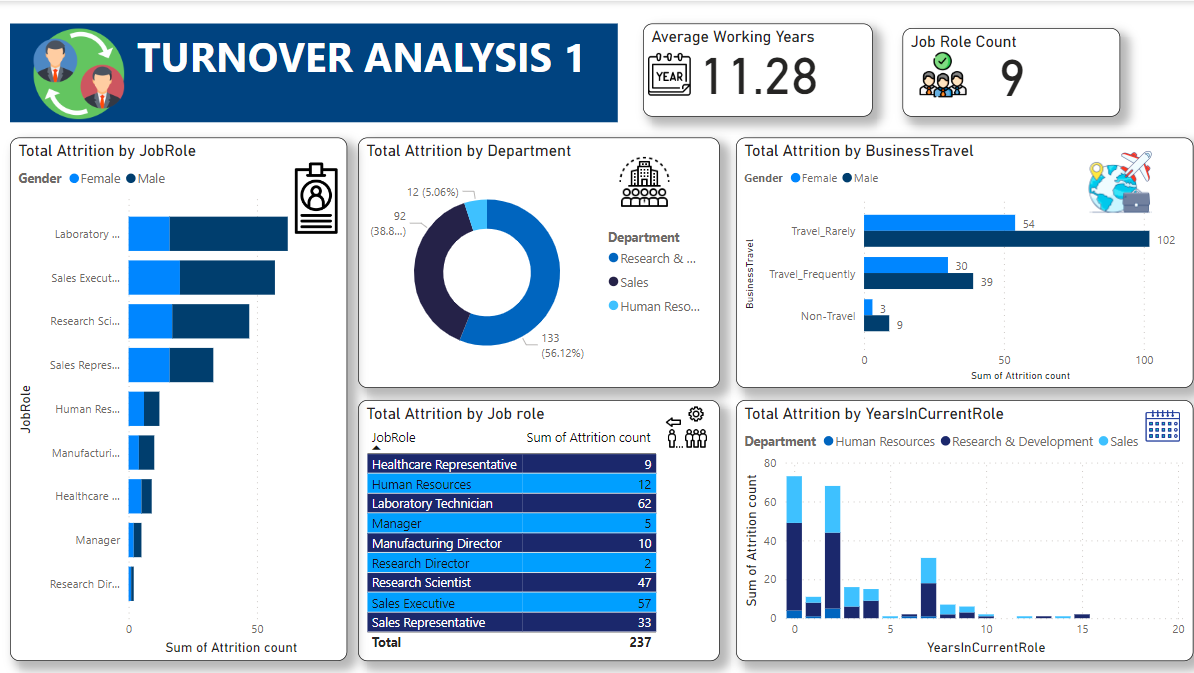 TURNOVER ANALYSIS 1
Average Working Years
YEAR
11.28
Job Role Count
9
Total Attrition by JobRole
Gender Female Male
JobRole
Laboratory ...
Sales Execut...
Research Sci...
Sales Repres...
Human Res...
Manufacturi...
Healthcare ...
Manager
Research Dir...
0 50
Sum of Attrition count
Total Attrition by Department
12 (5.06%)
92
(38.8...)
133
(56.12%)
Department
Research & ...
Sales
Human Reso...
Total Attrition by BusinessTravel
Gender Female Male
BusinessTravel
Travel_Rarely 54
102
Travel_Frequently 30
39
Non-Travel 3
9
0 50 100
Sum of Attrition count
Total Attrition by Job role
JobRole Sum of Attrition count
Healthcare Representative 9
Human Resources 12
Laboratory Technician 62
Manager 5
Manufacturing Director 10
Research Director 2
Research Scientist 47
Sales Executive 57
Sales Representative 33
Total 237
Total Attrition by YearsInCurrentRole
Department Human Resources Research & Development Sales
Sum of Attrition count
80
60
40
20
0
0 5 10 15 20
YearsInCurrentRole